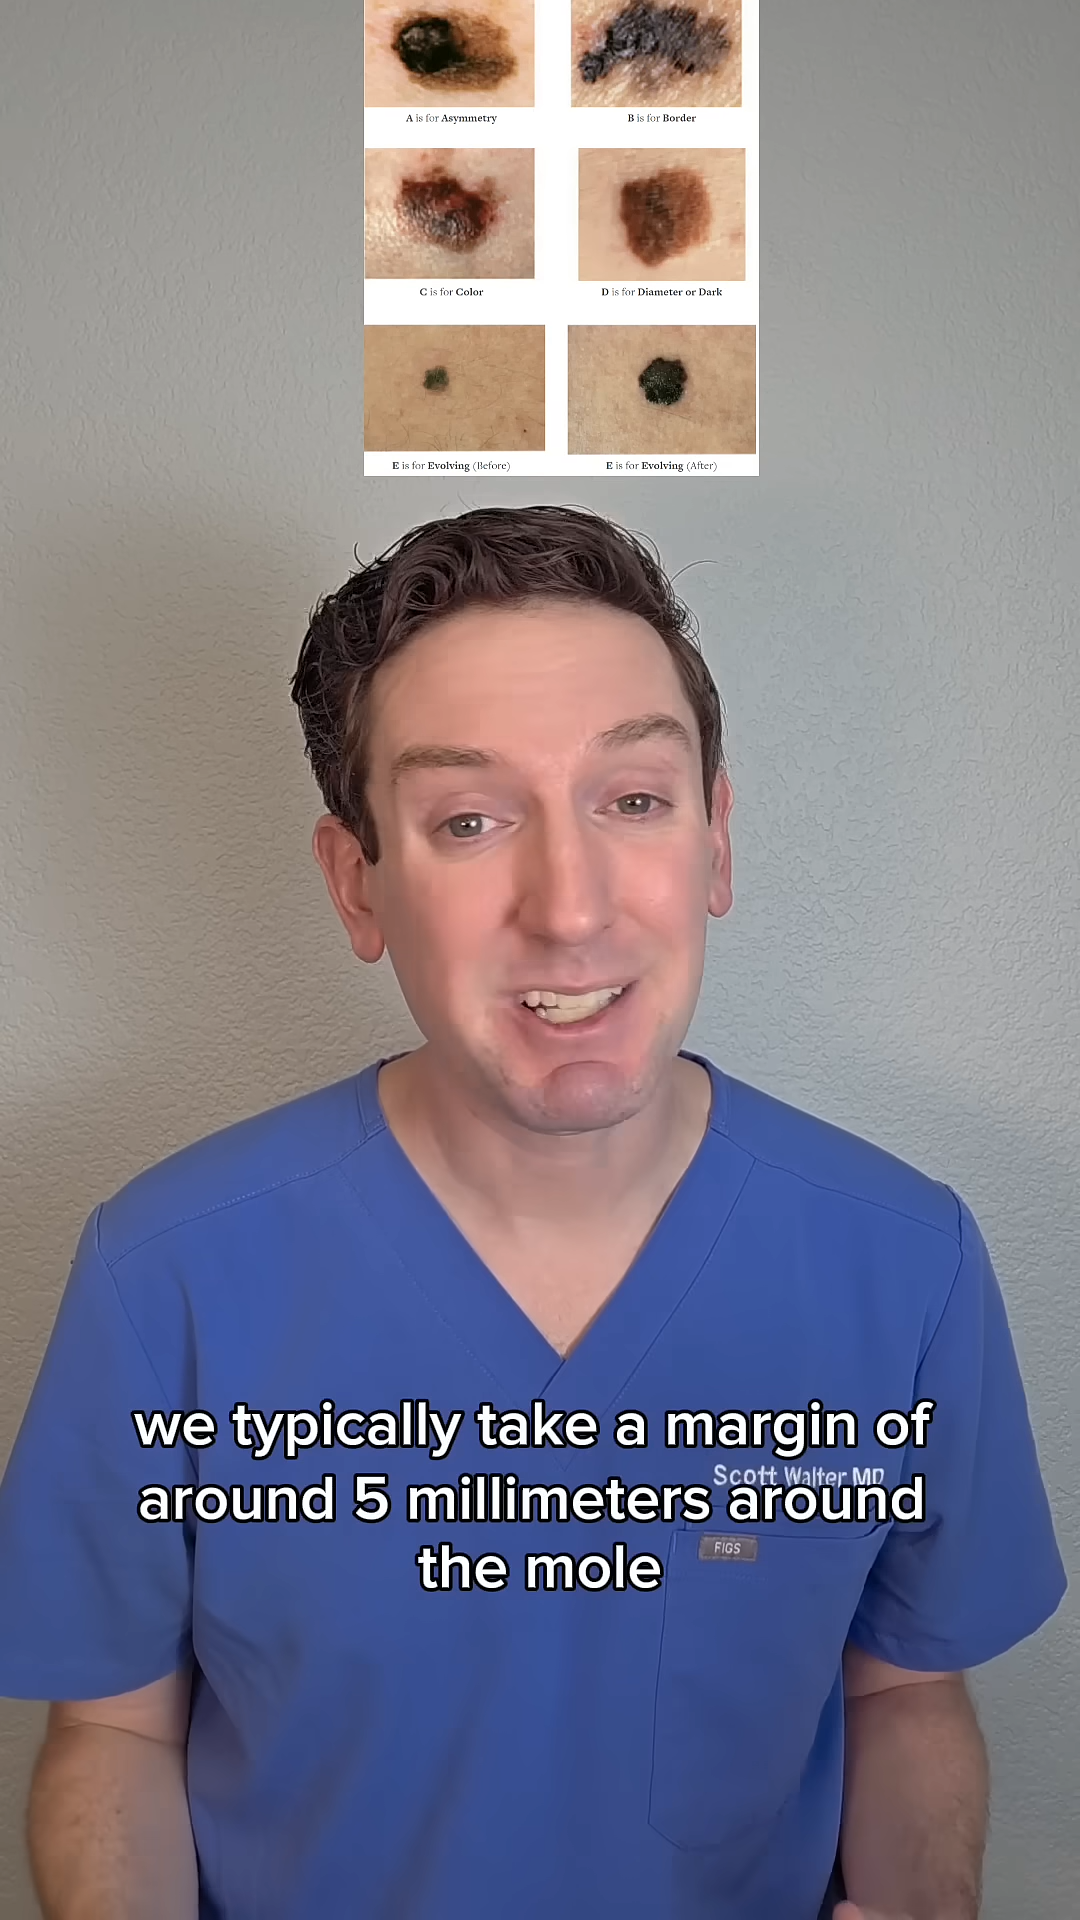 A is for Asymmetry
B is for Border
C is for Color
D is for Diameter or Dark
E is for Evolving (Before)
E is for Evolving (After)
we typically take a margin of
Scott Walter MD
around 5 millimeters around
the mole
FIGS